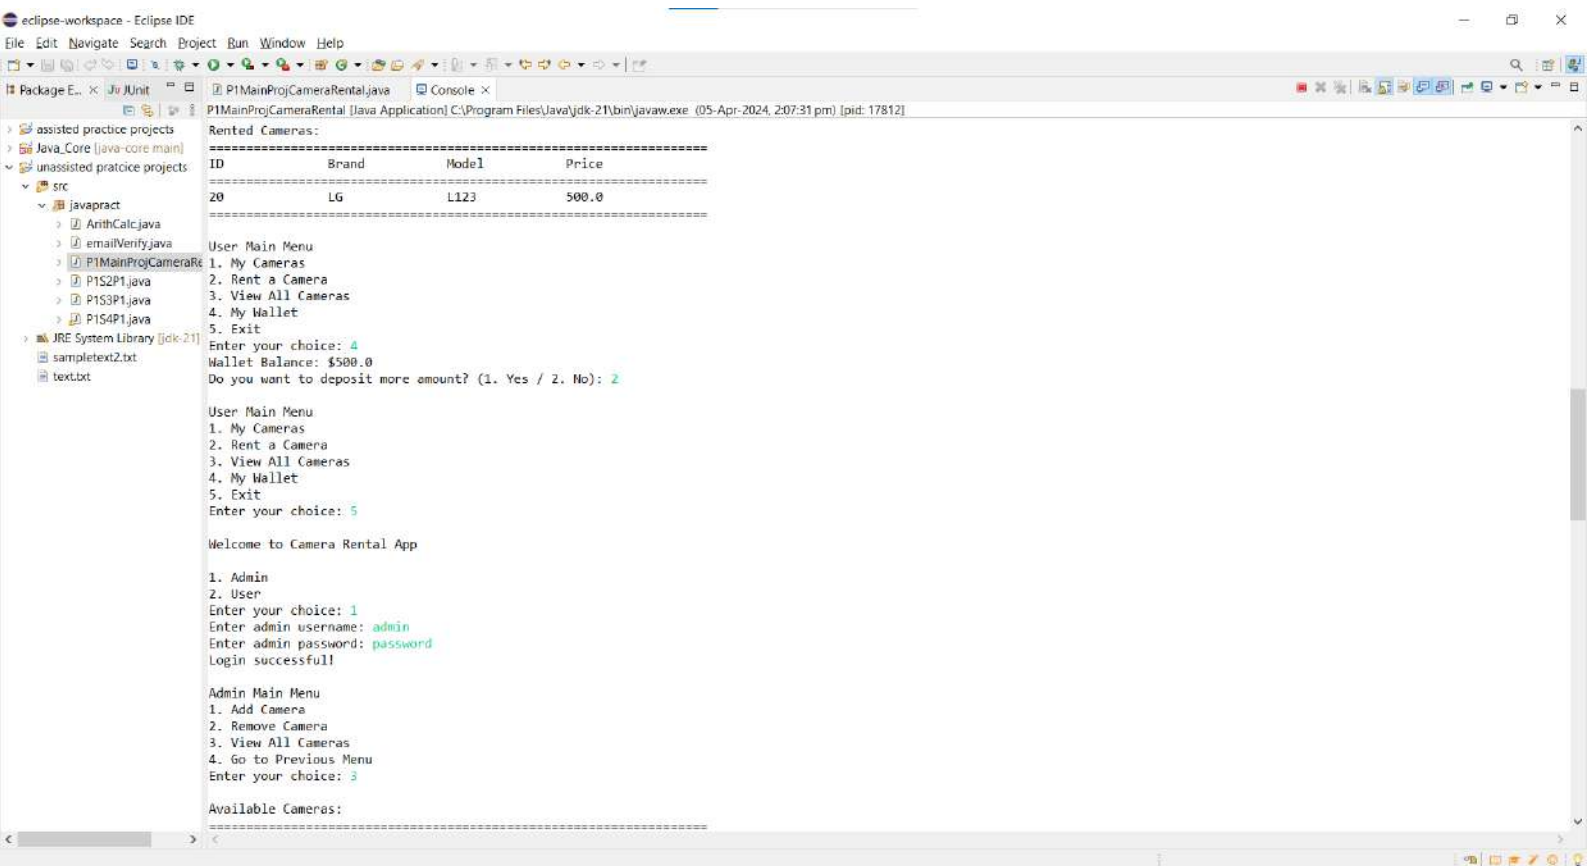 eclipse-workspace - Eclipse IDE
File Edit Navigate Search Project Run Window Help
Package E... JUnit P1MainProjCameraRental.java Console
P1MainProjCameraRental [Java Application] C:\Program Files\Java\jdk-21\bin\javaw.exe (05-Apr-2024, 2:07:31 pm) [pid: 17812]
assisted practice projects
Java_Core [java-core main]
unassisted pratcice projects
src
javapract
ArithCalc.java
emailVerify.java
P1MainProjCameraRe
P1S2P1.java
P1S3P1.java
P1S4P1.java
JRE System Library [jdk-21]
sampletext2.txt
text.txt
Rented Cameras:
===================================================================
ID Brand Model Price
===================================================================
20 LG L123 500.0
===================================================================
User Main Menu
1. My Cameras
2. Rent a Camera
3. View All Cameras
4. My Wallet
5. Exit
Enter your choice: 4
Wallet Balance: $500.0
Do you want to deposit more amount? (1. Yes / 2. No): 2
User Main Menu
1. My Cameras
2. Rent a Camera
3. View All Cameras
4. My Wallet
5. Exit
Enter your choice: 5
Welcome to Camera Rental App
1. Admin
2. User
Enter your choice: 1
Enter admin username: admin
Enter admin password: password
Login successful!
Admin Main Menu
1. Add Camera
2. Remove Camera
3. View All Cameras
4. Go to Previous Menu
Enter your choice: 3
Available Cameras:
===================================================================